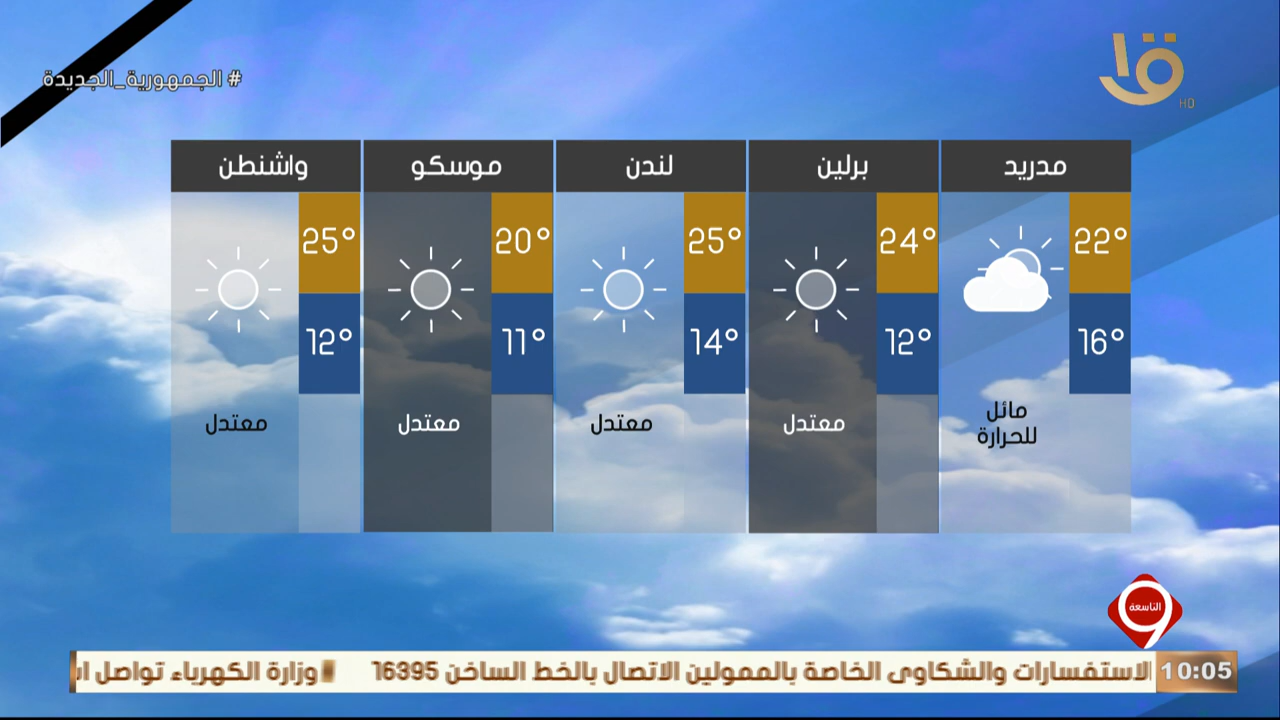 #الجمهورية_الجديدة
HD
مدريد
برلين
لندن
موسكو
واشنطن
22°
24°
25°
20°
25°
16°
12°
14°
11°
12°
مائل
للحرارة
معتدل
معتدل
معتدل
معتدل
التاسعة
9
10:05
الاستفسارات والشكاوى الخاصة بالممولين الاتصال بالخط الساخن 16395 وزارة الكهرباء تواصل